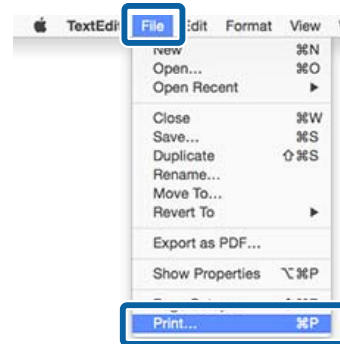 TextEdit File Edit Format View
New ⌘N
Open... ⌘O
Open Recent ▶
Close ⌘W
Save... ⌘S
Duplicate ⇧⌘S
Rename...
Move To...
Revert To ▶
Export as PDF...
Show Properties ⌥⌘P
Print... ⌘P